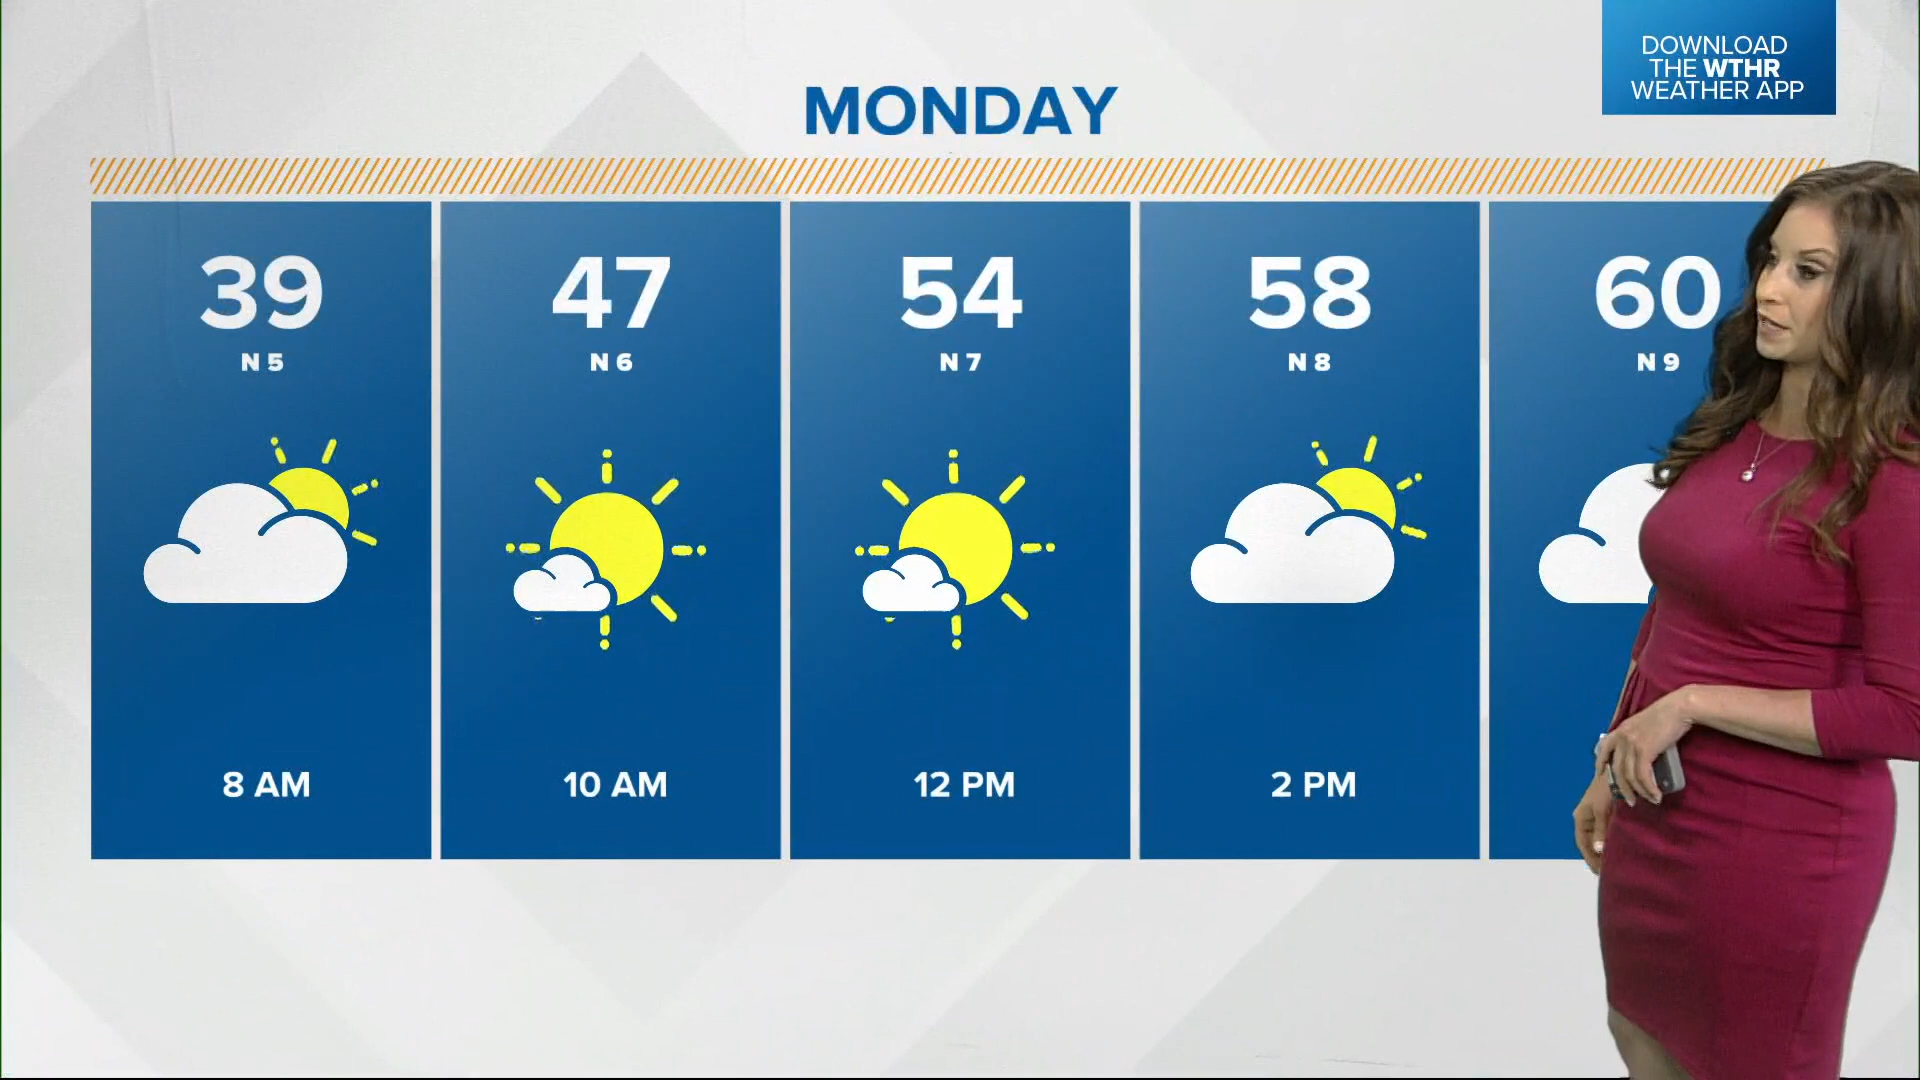 DOWNLOAD
THE WTHR
WEATHER APP
MONDAY
39
N 5
8 AM
47
N 6
10 AM
54
N 7
12 PM
58
N 8
2 PM
60
N 9